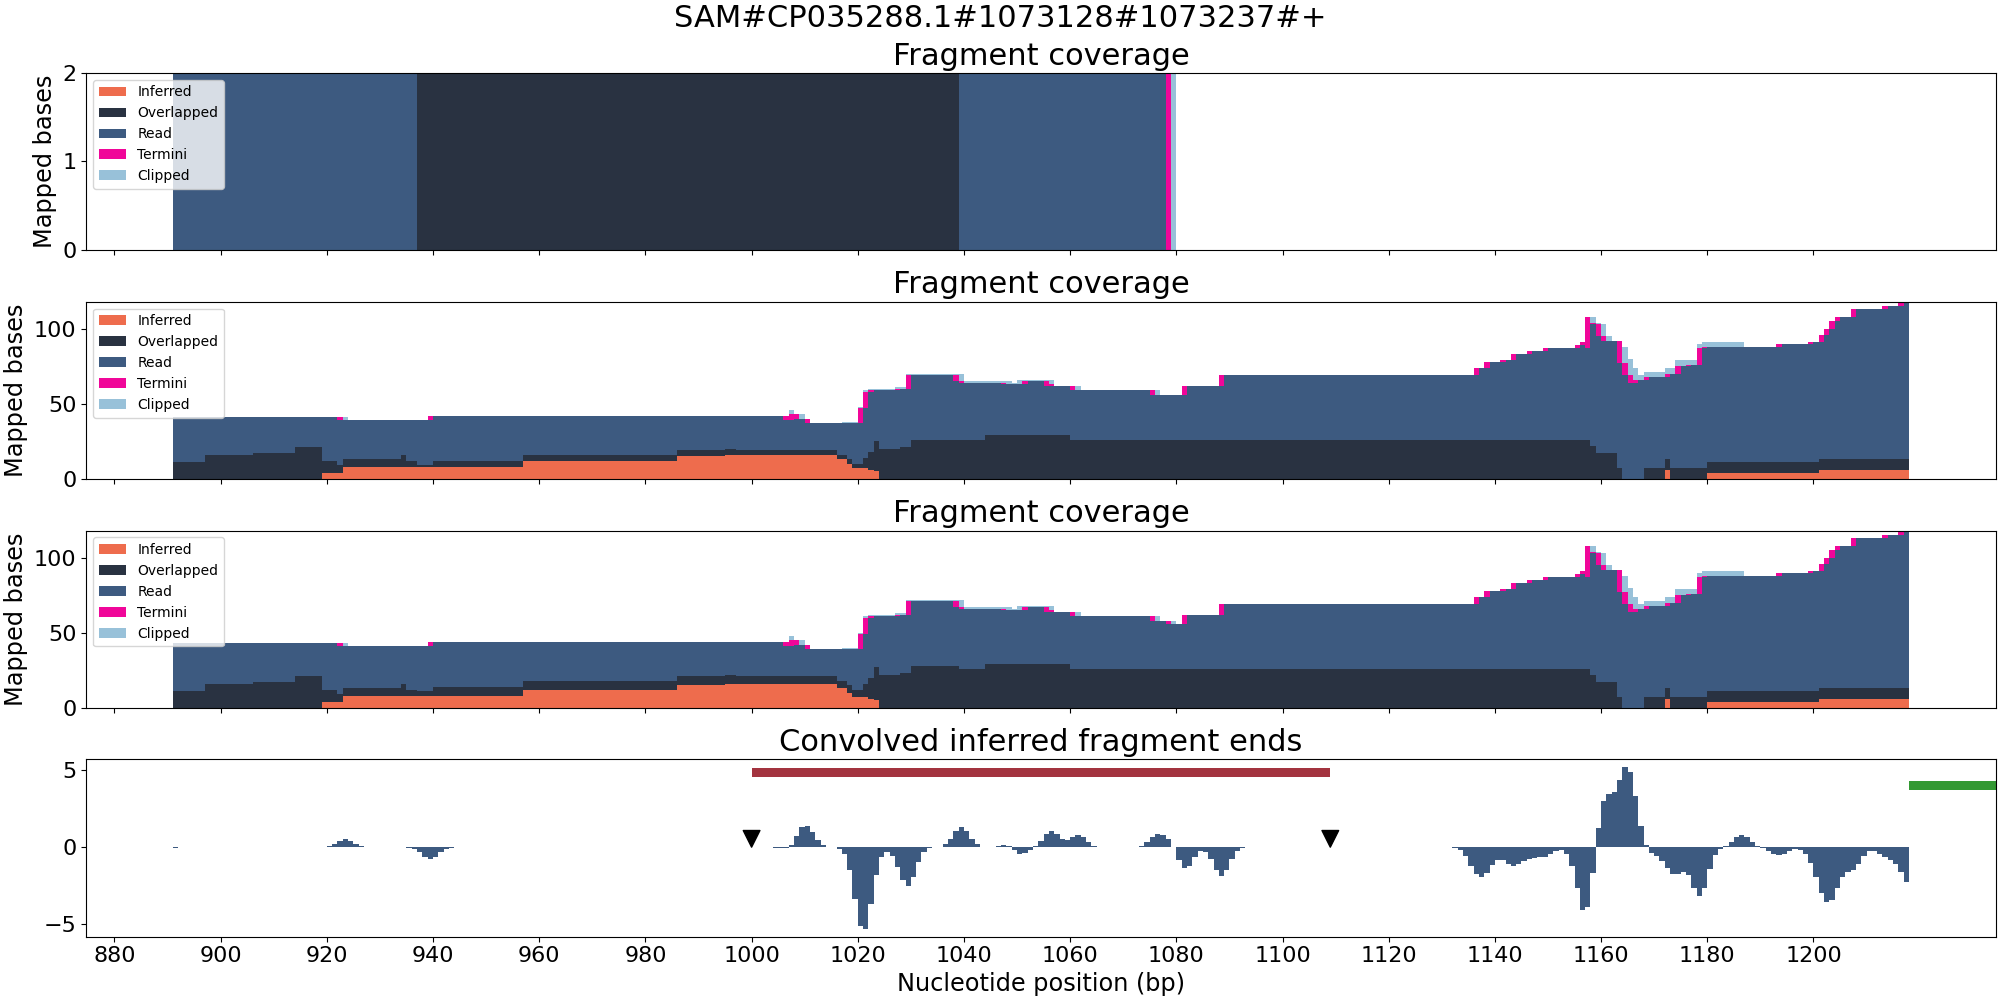 SAM#CP035288.1#1073128#1073237#+
Fragment coverage
Mapped bases
2
1
0
Inferred
Overlapped
Read
Termini
Clipped
Fragment coverage
Mapped bases
100
50
0
Inferred
Overlapped
Read
Termini
Clipped
Fragment coverage
Mapped bases
100
50
0
Inferred
Overlapped
Read
Termini
Clipped
Convolved inferred fragment ends
5
0
−5
880 900 920 940 960 980 1000 1020 1040 1060 1080 1100 1120 1140 1160 1180 1200
Nucleotide position (bp)